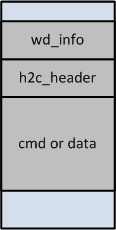 wd_info
h2c_header
cmd or data